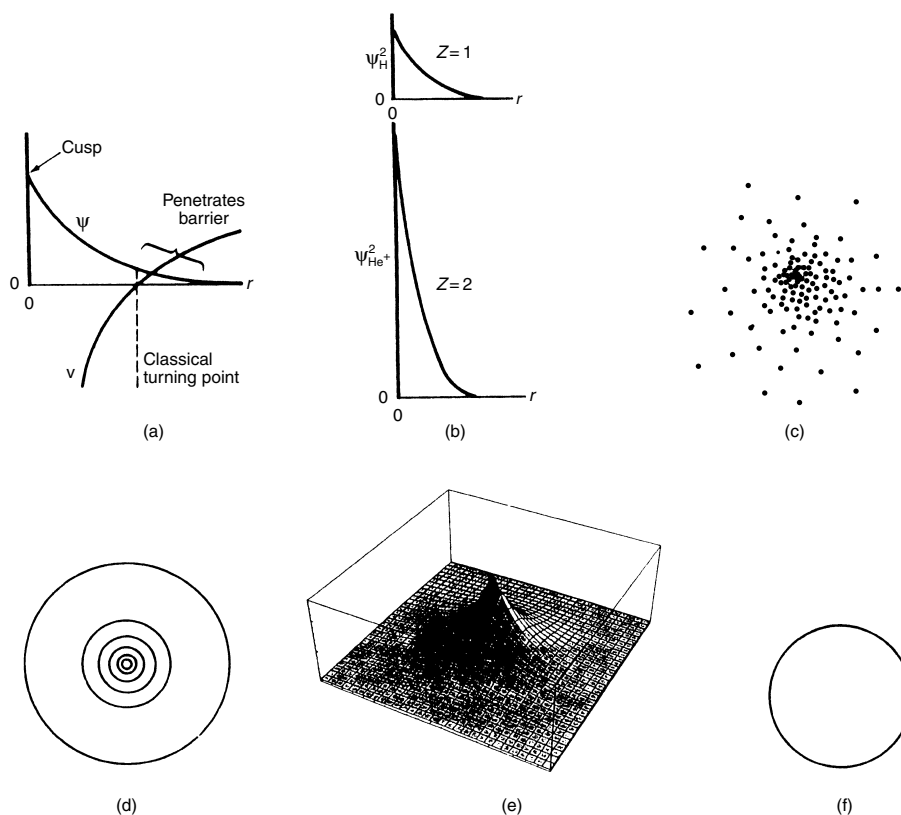 Cusp
ψ
Penetrates
barrier
0
0
r
v
Classical
turning point
(a)
ψ²H
Z=1
0
0
r
ψ²He⁺
Z=2
0
0
r
(b)
(c)
(d)
(e)
(f)